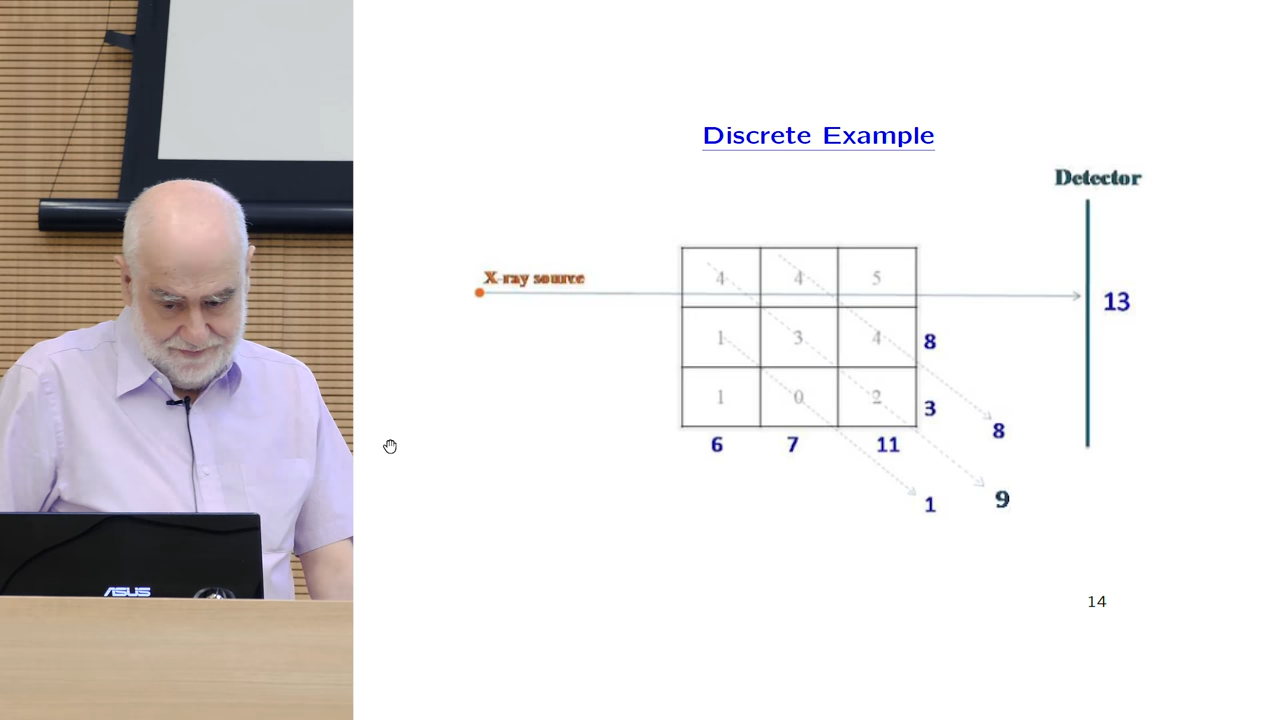 Discrete Example
Detector
X-ray source
4 4 5
13
1 3 4 8
1 0 2 3
8
6 7 11
9
1
ASUS
14